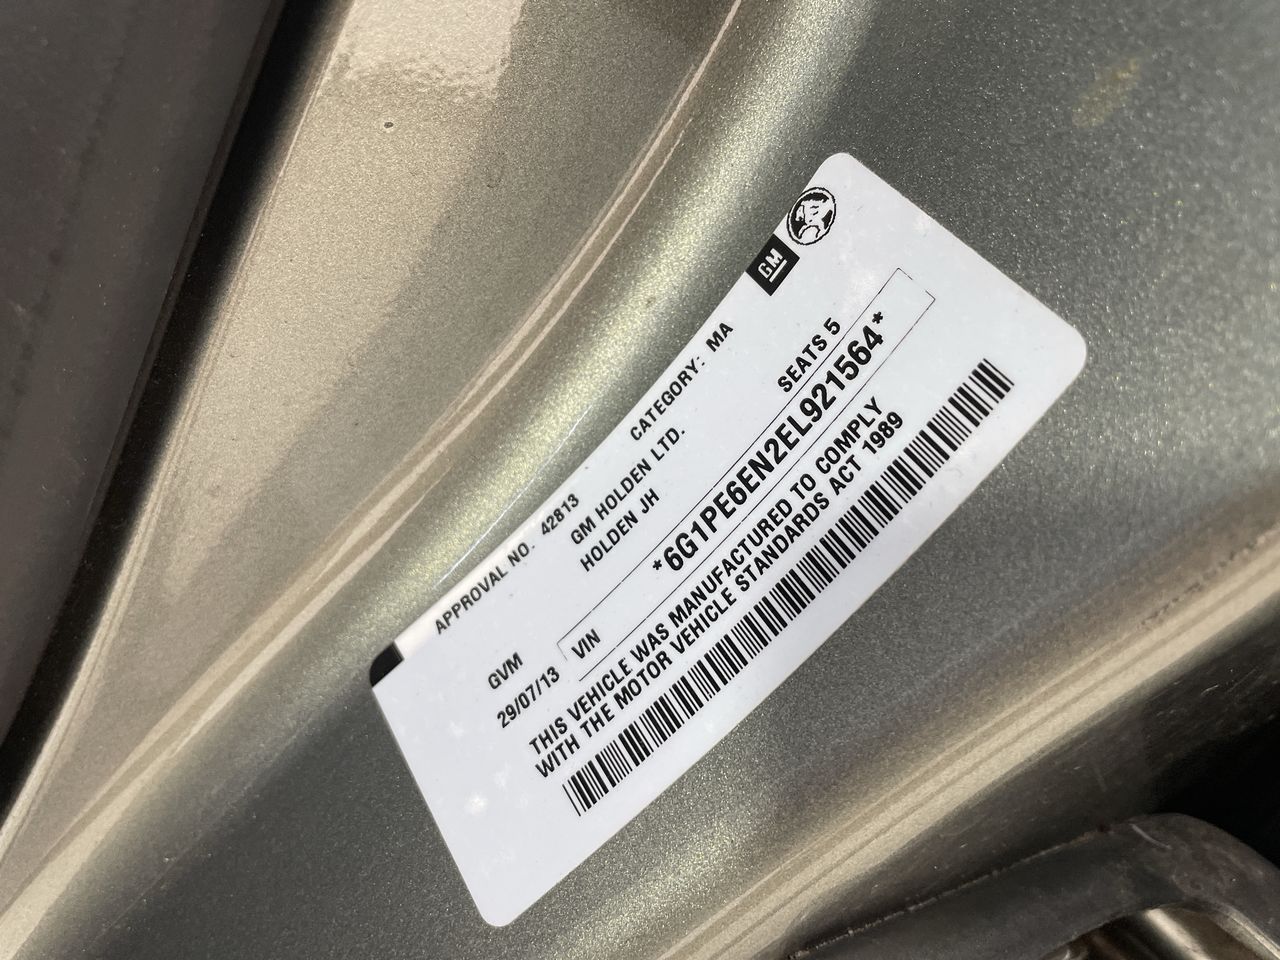 GM
APPROVAL NO. 42813 CATEGORY: MA
GM HOLDEN LTD.
HOLDEN JH
GVM SEATS 5
29/07/13 VIN *6G1PE6EN2EL921564*
THIS VEHICLE WAS MANUFACTURED TO COMPLY
WITH THE MOTOR VEHICLE STANDARDS ACT 1989